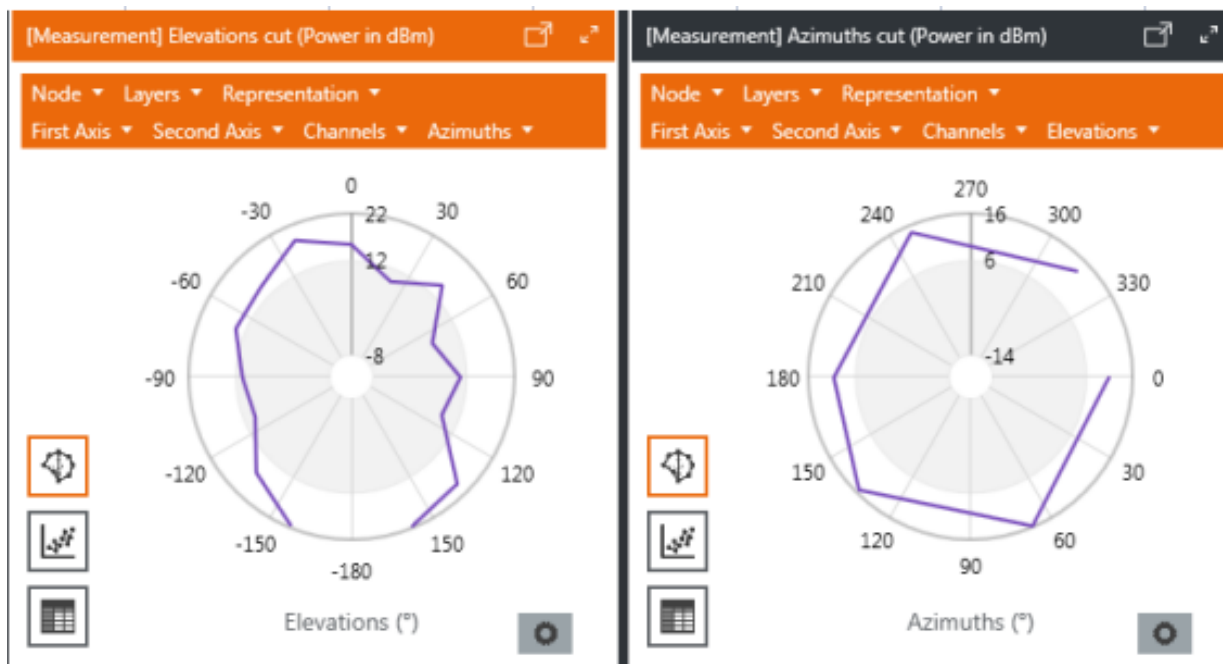 [Measurement] Elevations cut (Power in dBm)
Node Layers Representation
First Axis Second Axis Channels Azimuths
0
-30 22 30
12
-60 60
-8
-90 90
-120 120
-150 150
-180
Elevations (°)
[Measurement] Azimuths cut (Power in dBm)
Node Layers Representation
First Axis Second Axis Channels Elevations
270
240 16 300
6
210 330
-14
180 0
150 30
120 60
90
Azimuths (°)